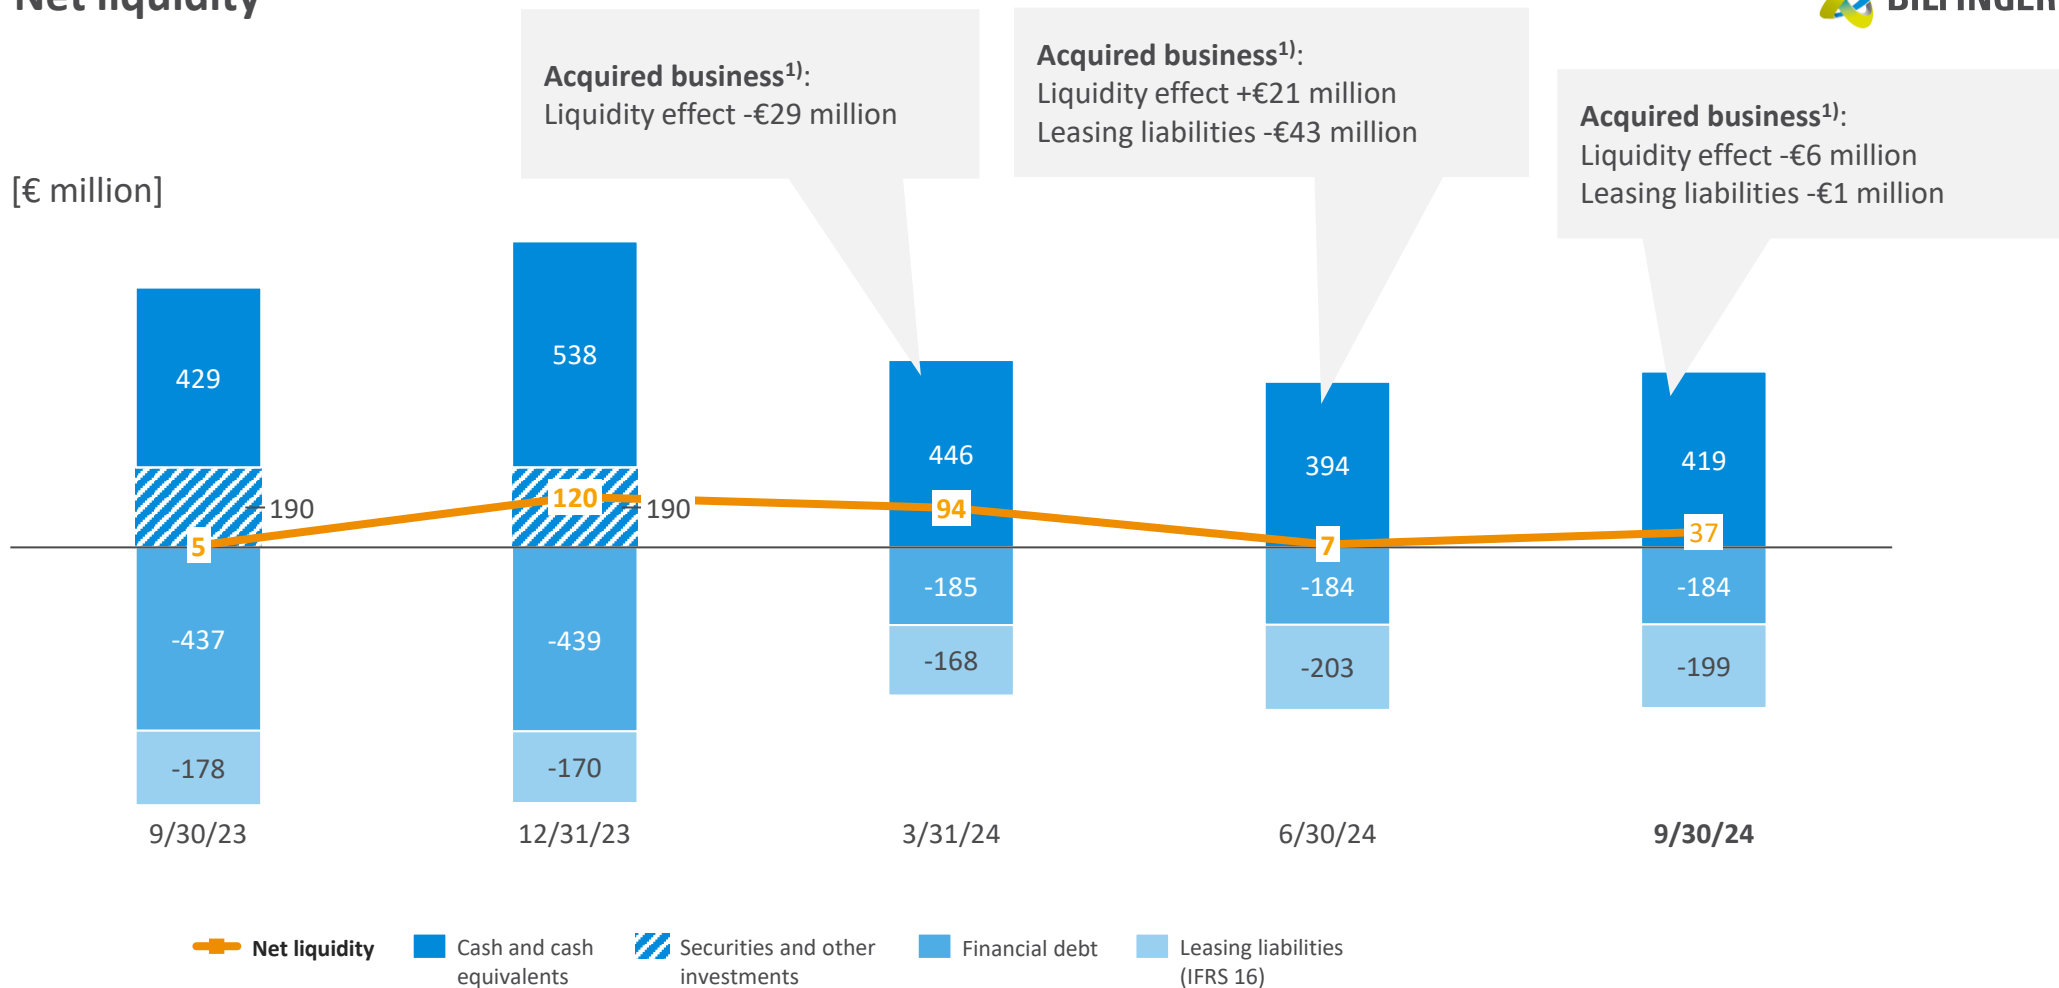 Net liquidity
BILFINGER
Acquired business1):
Liquidity effect -€29 million
Acquired business1):
Liquidity effect +€21 million
Leasing liabilities -€43 million
Acquired business1):
Liquidity effect -€6 million
Leasing liabilities -€1 million
[€ million]
429
538
446
394
419
190
190
5
120
94
7
37
-437
-439
-185
-184
-184
-178
-170
-168
-203
-199
9/30/23
12/31/23
3/31/24
6/30/24
9/30/24
Net liquidity
Cash and cash
equivalents
Securities and other
investments
Financial debt
Leasing liabilities
(IFRS 16)